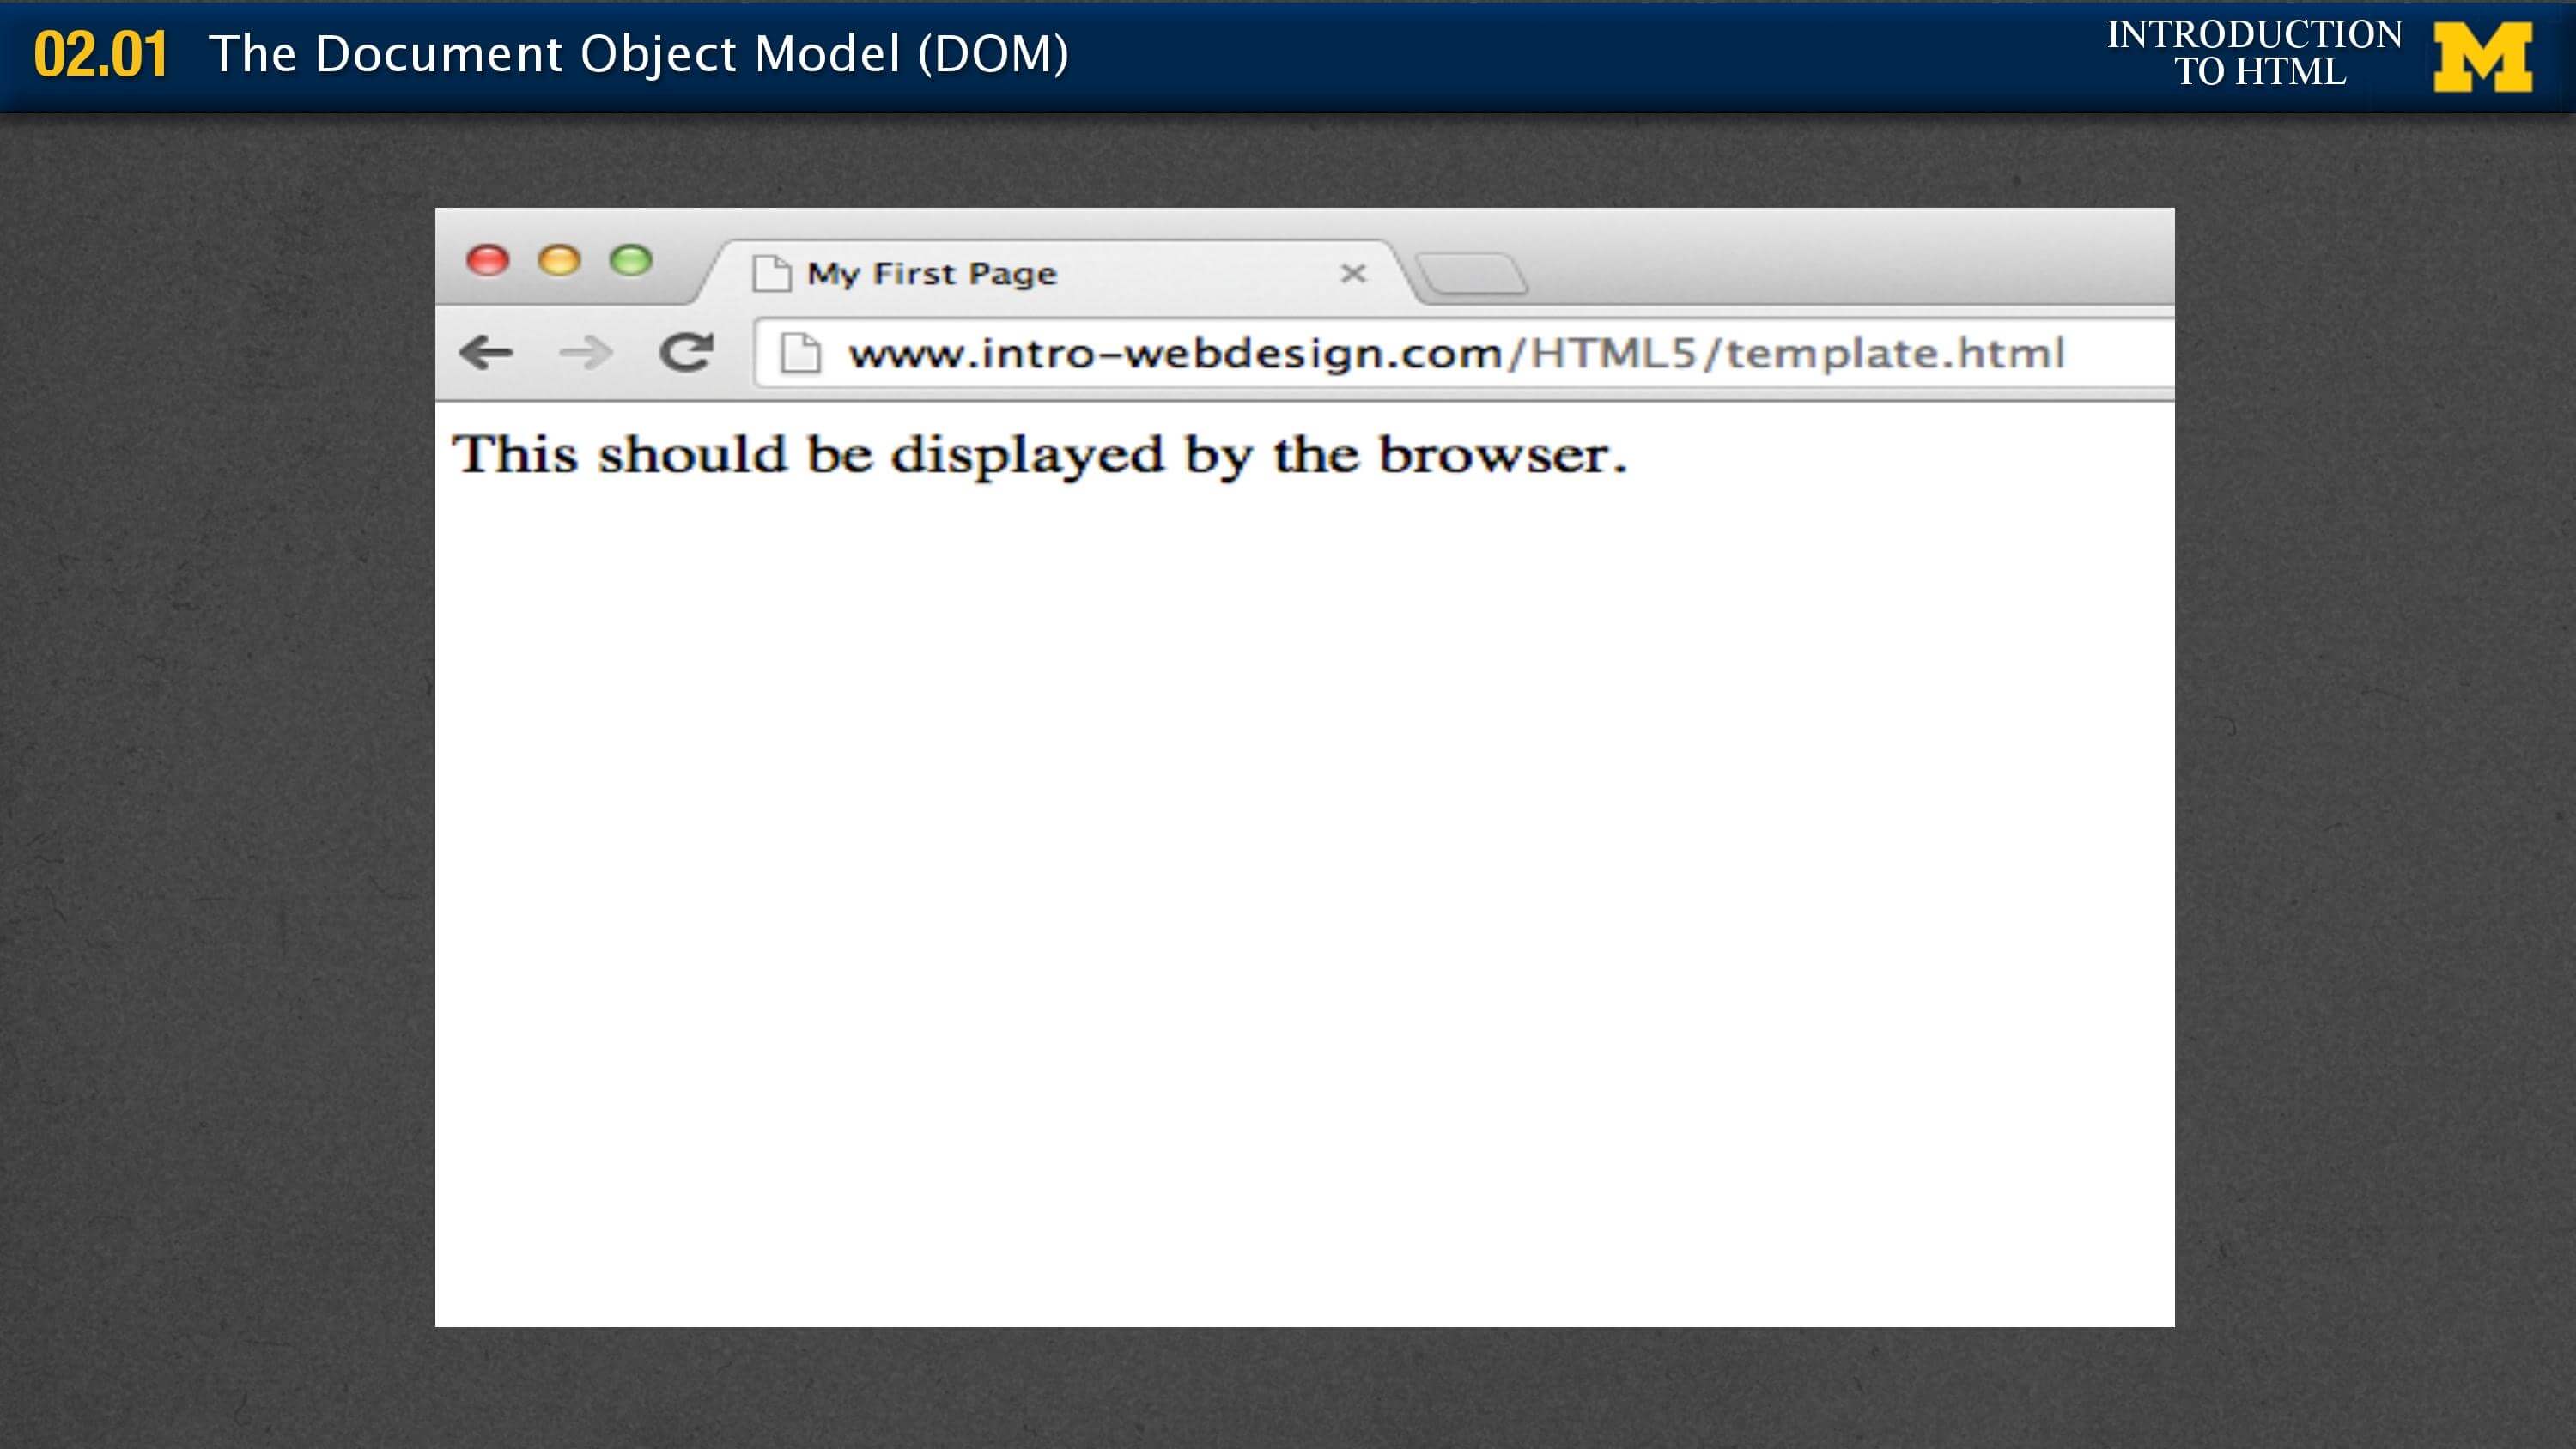 02.01 The Document Object Model (DOM)
INTRODUCTION
TO HTML
M
My First Page
www.intro-webdesign.com/HTML5/template.html
This should be displayed by the browser.